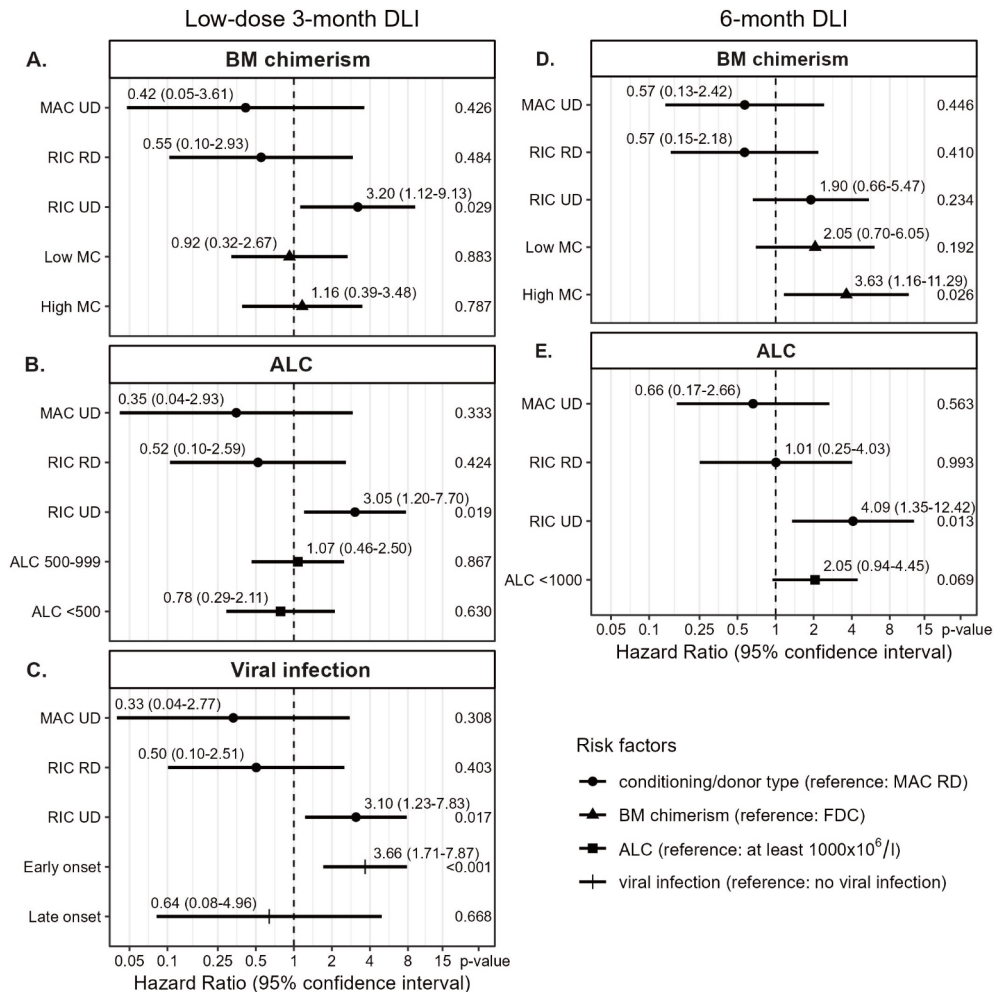 Low-dose 3-month DLI
A.
BM chimerism
MAC UD
0.42 (0.05-3.61)
0.426
RIC RD
0.55 (0.10-2.93)
0.484
RIC UD
3.20 (1.12-9.13)
0.029
Low MC
0.92 (0.32-2.67)
0.883
High MC
1.16 (0.39-3.48)
0.787
B.
ALC
MAC UD
0.35 (0.04-2.93)
0.333
RIC RD
0.52 (0.10-2.59)
0.424
RIC UD
3.05 (1.20-7.70)
0.019
ALC 500-999
1.07 (0.46-2.50)
0.867
ALC <500
0.78 (0.29-2.11)
0.630
C.
Viral infection
MAC UD
0.33 (0.04-2.77)
0.308
RIC RD
0.50 (0.10-2.51)
0.403
RIC UD
3.10 (1.23-7.83)
0.017
Early onset
3.66 (1.71-7.87)
<0.001
Late onset
0.64 (0.08-4.96)
0.668
0.05 0.1 0.25 0.5 1 2 4 8 15 p-value
Hazard Ratio (95% confidence interval)
6-month DLI
D.
BM chimerism
MAC UD
0.57 (0.13-2.42)
0.446
RIC RD
0.57 (0.15-2.18)
0.410
RIC UD
1.90 (0.66-5.47)
0.234
Low MC
2.05 (0.70-6.05)
0.192
High MC
3.63 (1.16-11.29)
0.026
E.
ALC
MAC UD
0.66 (0.17-2.66)
0.563
RIC RD
1.01 (0.25-4.03)
0.993
RIC UD
4.09 (1.35-12.42)
0.013
ALC <1000
2.05 (0.94-4.45)
0.069
0.05 0.1 0.25 0.5 1 2 4 8 15 p-value
Hazard Ratio (95% confidence interval)
Risk factors
conditioning/donor type (reference: MAC RD)
BM chimerism (reference: FDC)
ALC (reference: at least 1000x10⁶/l)
viral infection (reference: no viral infection)